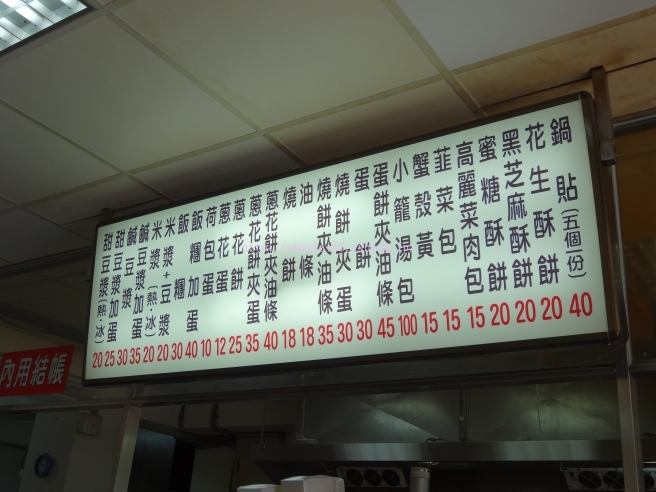 鍋貼(五個一份) 40
花生酥餅 20
黑芝麻酥餅 20
蜜糖酥餅 20
高麗菜肉包 15
韭菜包 15
蟹殼黃 15
小籠湯包 100
蛋餅夾油條 45
蛋餅 30
燒餅夾蛋 30
燒餅夾油條 35
油條 18
燒餅 18
蔥花餅夾油條 40
蔥花餅夾蛋 35
蔥花餅 25
蔥花蛋 12
荷包蛋 10
飯糰加蛋 40
飯糰 30
米漿+豆漿 20
米漿(熱·冰) 20
鹹豆漿加蛋 35
鹹豆漿 30
甜豆漿加蛋 25
甜豆漿(熱·冰) 20
內用結帳